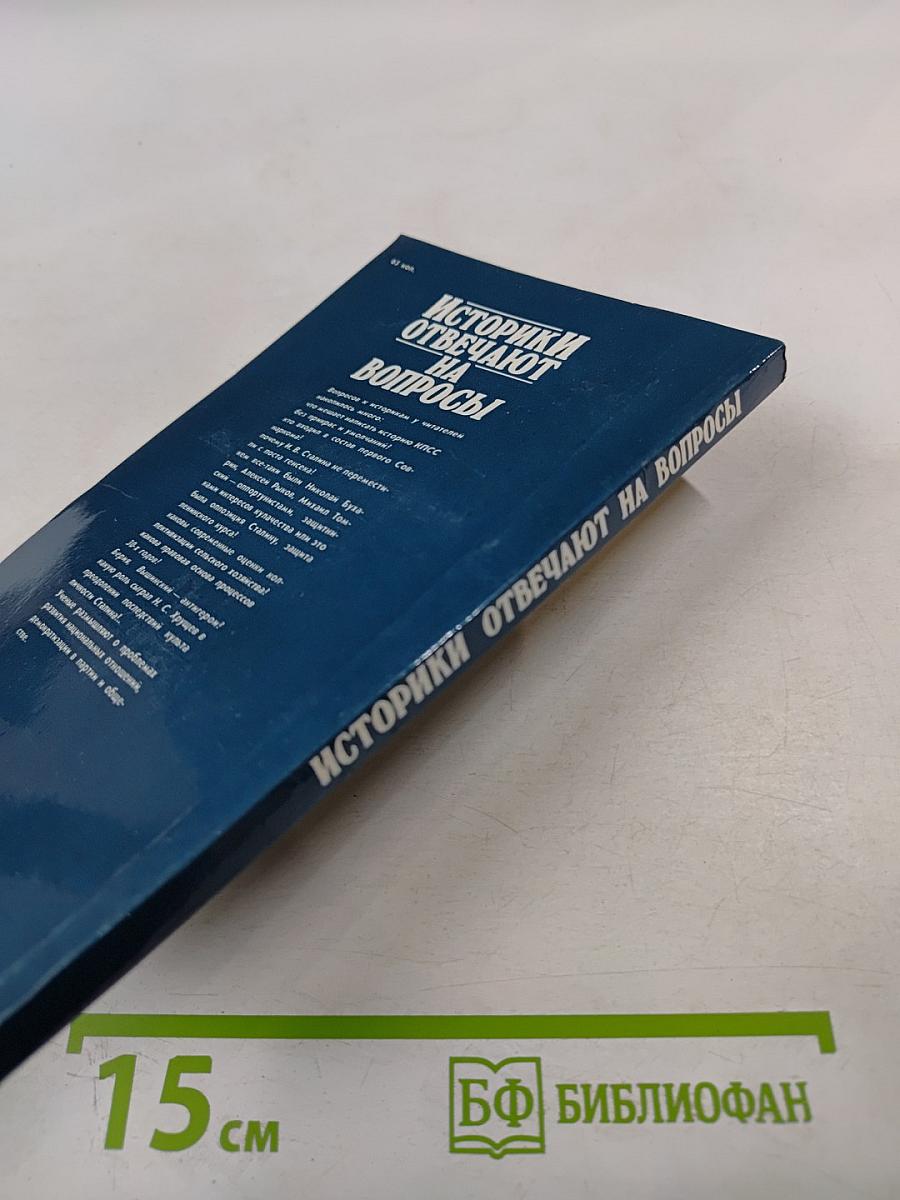 63 коп.
ИСТОРИКИ
ОТВЕЧАЮТ
НА
ВОПРОСЫ
Вопросов к историкам у читателей
накопилось много:
что мешает написать историю КПСС
без прикрас и умолчаний?
кто входил в состав первого Сов-
наркома?
почему И. В. Сталина не перемести-
ли с поста генсека?
кем все-таки были Николай Буха-
рин, Алексей Рыков, Михаил Том-
ский — оппортунистами, защитни-
ками интересов кулачества или это
была оппозиция Сталину, защита
ленинского курса?
каковы современные оценки кол-
лективизации сельского хозяйства?
какова правовая основа процессов
30-х годов?
Берия, Вышинский — антигерои?
какую роль сыграл Н. С. Хрущев в
преодолении последствий культа
личности Сталина?
Ученые размышляют о проблемах
развития национальных отношений,
демократизации в партии и обще-
стве.
ИСТОРИКИ ОТВЕЧАЮТ НА ВОПРОСЫ
15 см
БФ БИБЛИОФАН